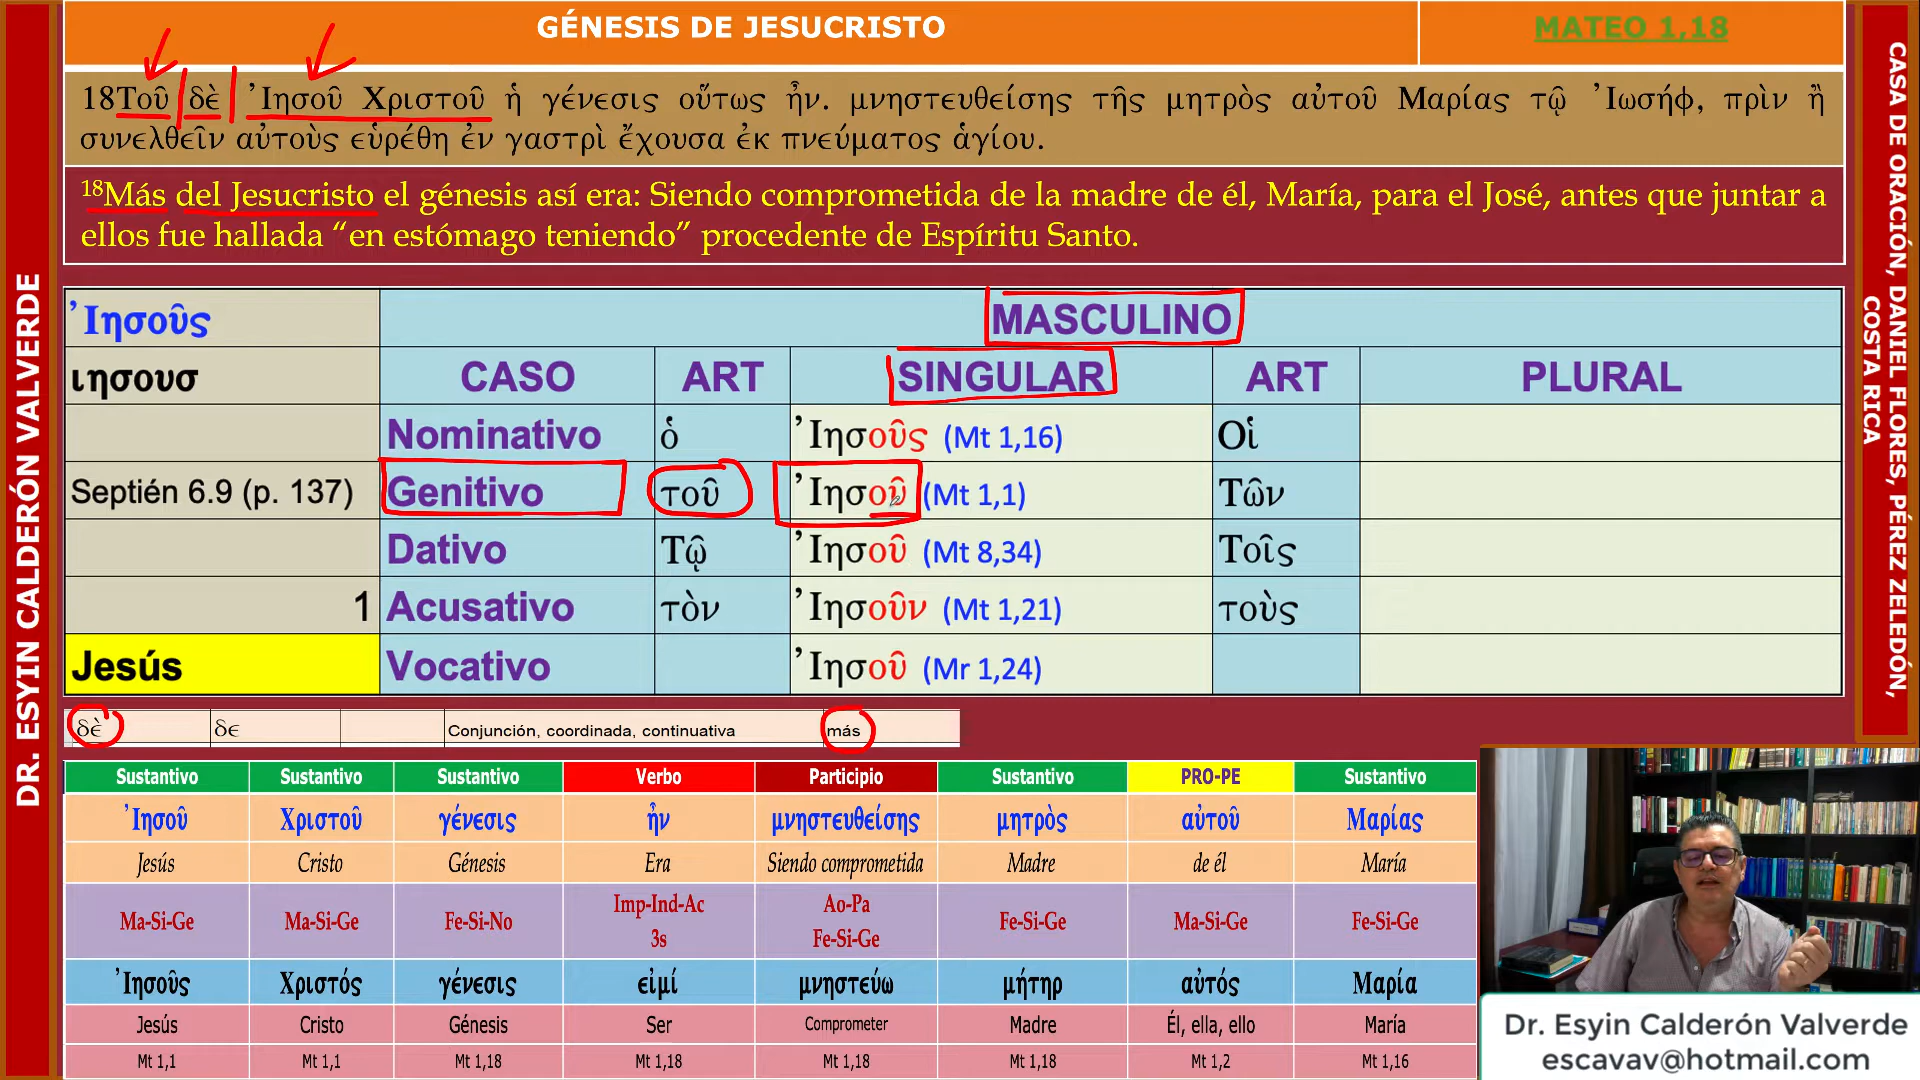 GÉNESIS DE JESUCRISTO
MATEO 1,18
18Τοῦ δὲ Ἰησοῦ Χριστοῦ ἡ γένεσις οὕτως ἦν. μνηστευθείσης τῆς μητρὸς αὐτοῦ Μαρίας τῷ Ἰωσήφ, πρὶν ἢ
συνελθεῖν αὐτοὺς εὑρέθη ἐν γαστρὶ ἔχουσα ἐκ πνεύματος ἁγίου.
18Más del Jesucristo el génesis así era: Siendo comprometida de la madre de él, María, para el José, antes que juntar a
ellos fue hallada “en estómago teniendo” procedente de Espíritu Santo.
Ἰησοῦς MASCULINO
ιησουσ CASO ART SINGULAR ART PLURAL
Nominativo ὁ Ἰησοῦς (Mt 1,16) Οἱ
Septién 6.9 (p. 137) Genitivo τοῦ Ἰησοῦ (Mt 1,1) Τῶν
Dativo Τῷ Ἰησοῦ (Mt 8,34) Τοῖς
1 Acusativo τὸν Ἰησοῦν (Mt 1,21) τοὺς
Jesús Vocativo Ἰησοῦ (Mr 1,24)
δὲ δε Conjunción, coordinada, continuativa más
Sustantivo Sustantivo Sustantivo Verbo Participio Sustantivo PRO-PE Sustantivo
Ἰησοῦ Χριστοῦ γένεσις ἦν μνηστευθείσης μητρὸς αὐτοῦ Μαρίας
Jesús Cristo Génesis Era Siendo comprometida Madre de él María
Ma-Si-Ge Ma-Si-Ge Fe-Si-No Imp-Ind-Ac Ao-Pa Fe-Si-Ge Ma-Si-Ge Fe-Si-Ge
3s Fe-Si-Ge
Ἰησοῦς Χριστός γένεσις εἰμί μνηστεύω μήτηρ αὐτός Μαρία
Jesús Cristo Génesis Ser Comprometer Madre Él, ella, ello María
Mt 1,1 Mt 1,1 Mt 1,18 Mt 1,18 Mt 1,18 Mt 1,18 Mt 1,2 Mt 1,16
DR. ESYIN CALDERÓN VALVERDE
CASA DE ORACIÓN, DANIEL FLORES, PÉREZ ZELEDÓN,
COSTA RICA
Dr. Esyin Calderón Valverde
escavav@hotmail.com